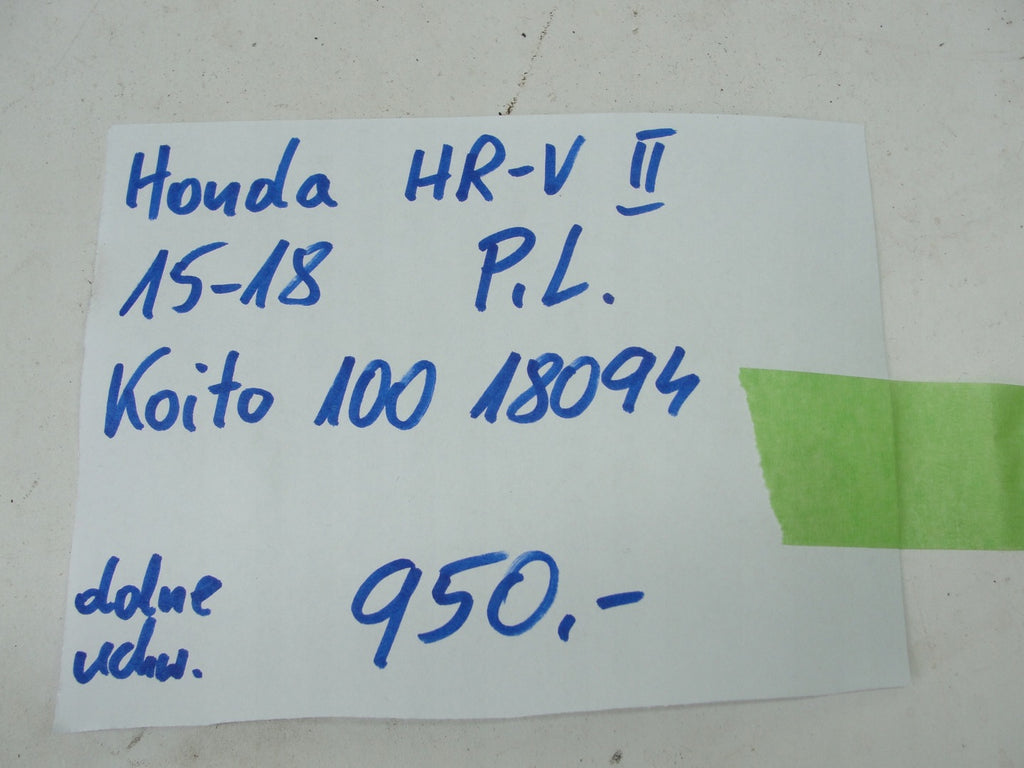 Honda HR-V II
15-18 P.L.
Koito 100 18094
dolne
uchw.
950,-